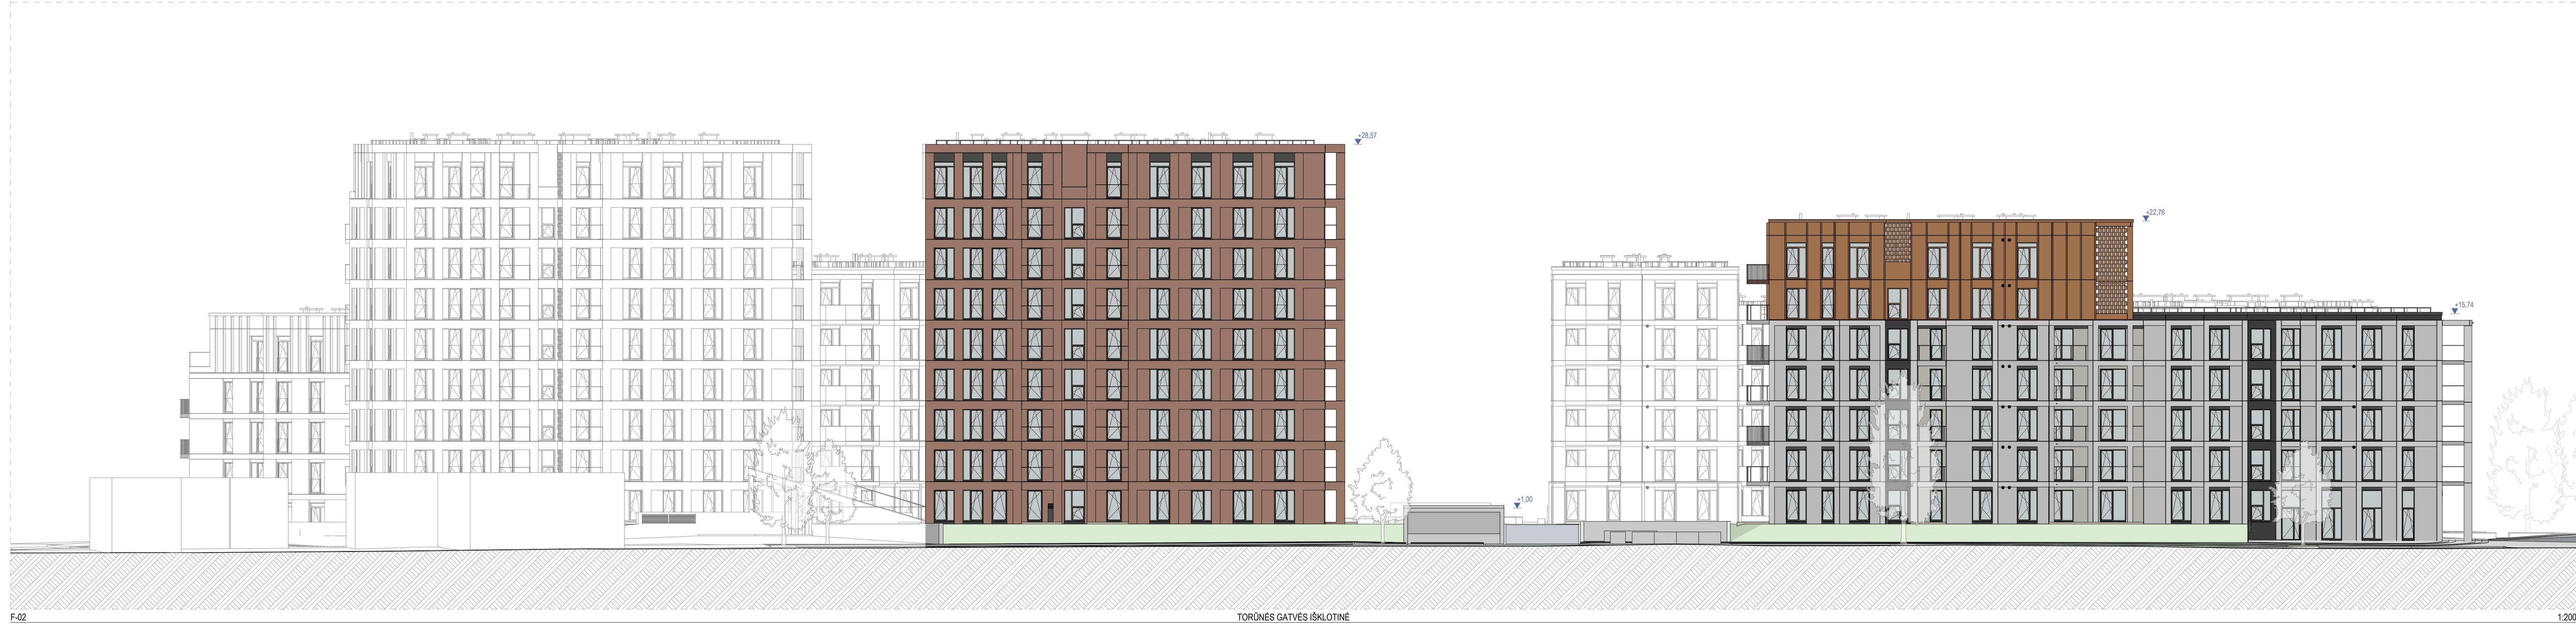 +28,57
+22,76
+15,74
+1,00
F-02
TORŪNĖS GATVĖS IŠKLOTINĖ
1:200